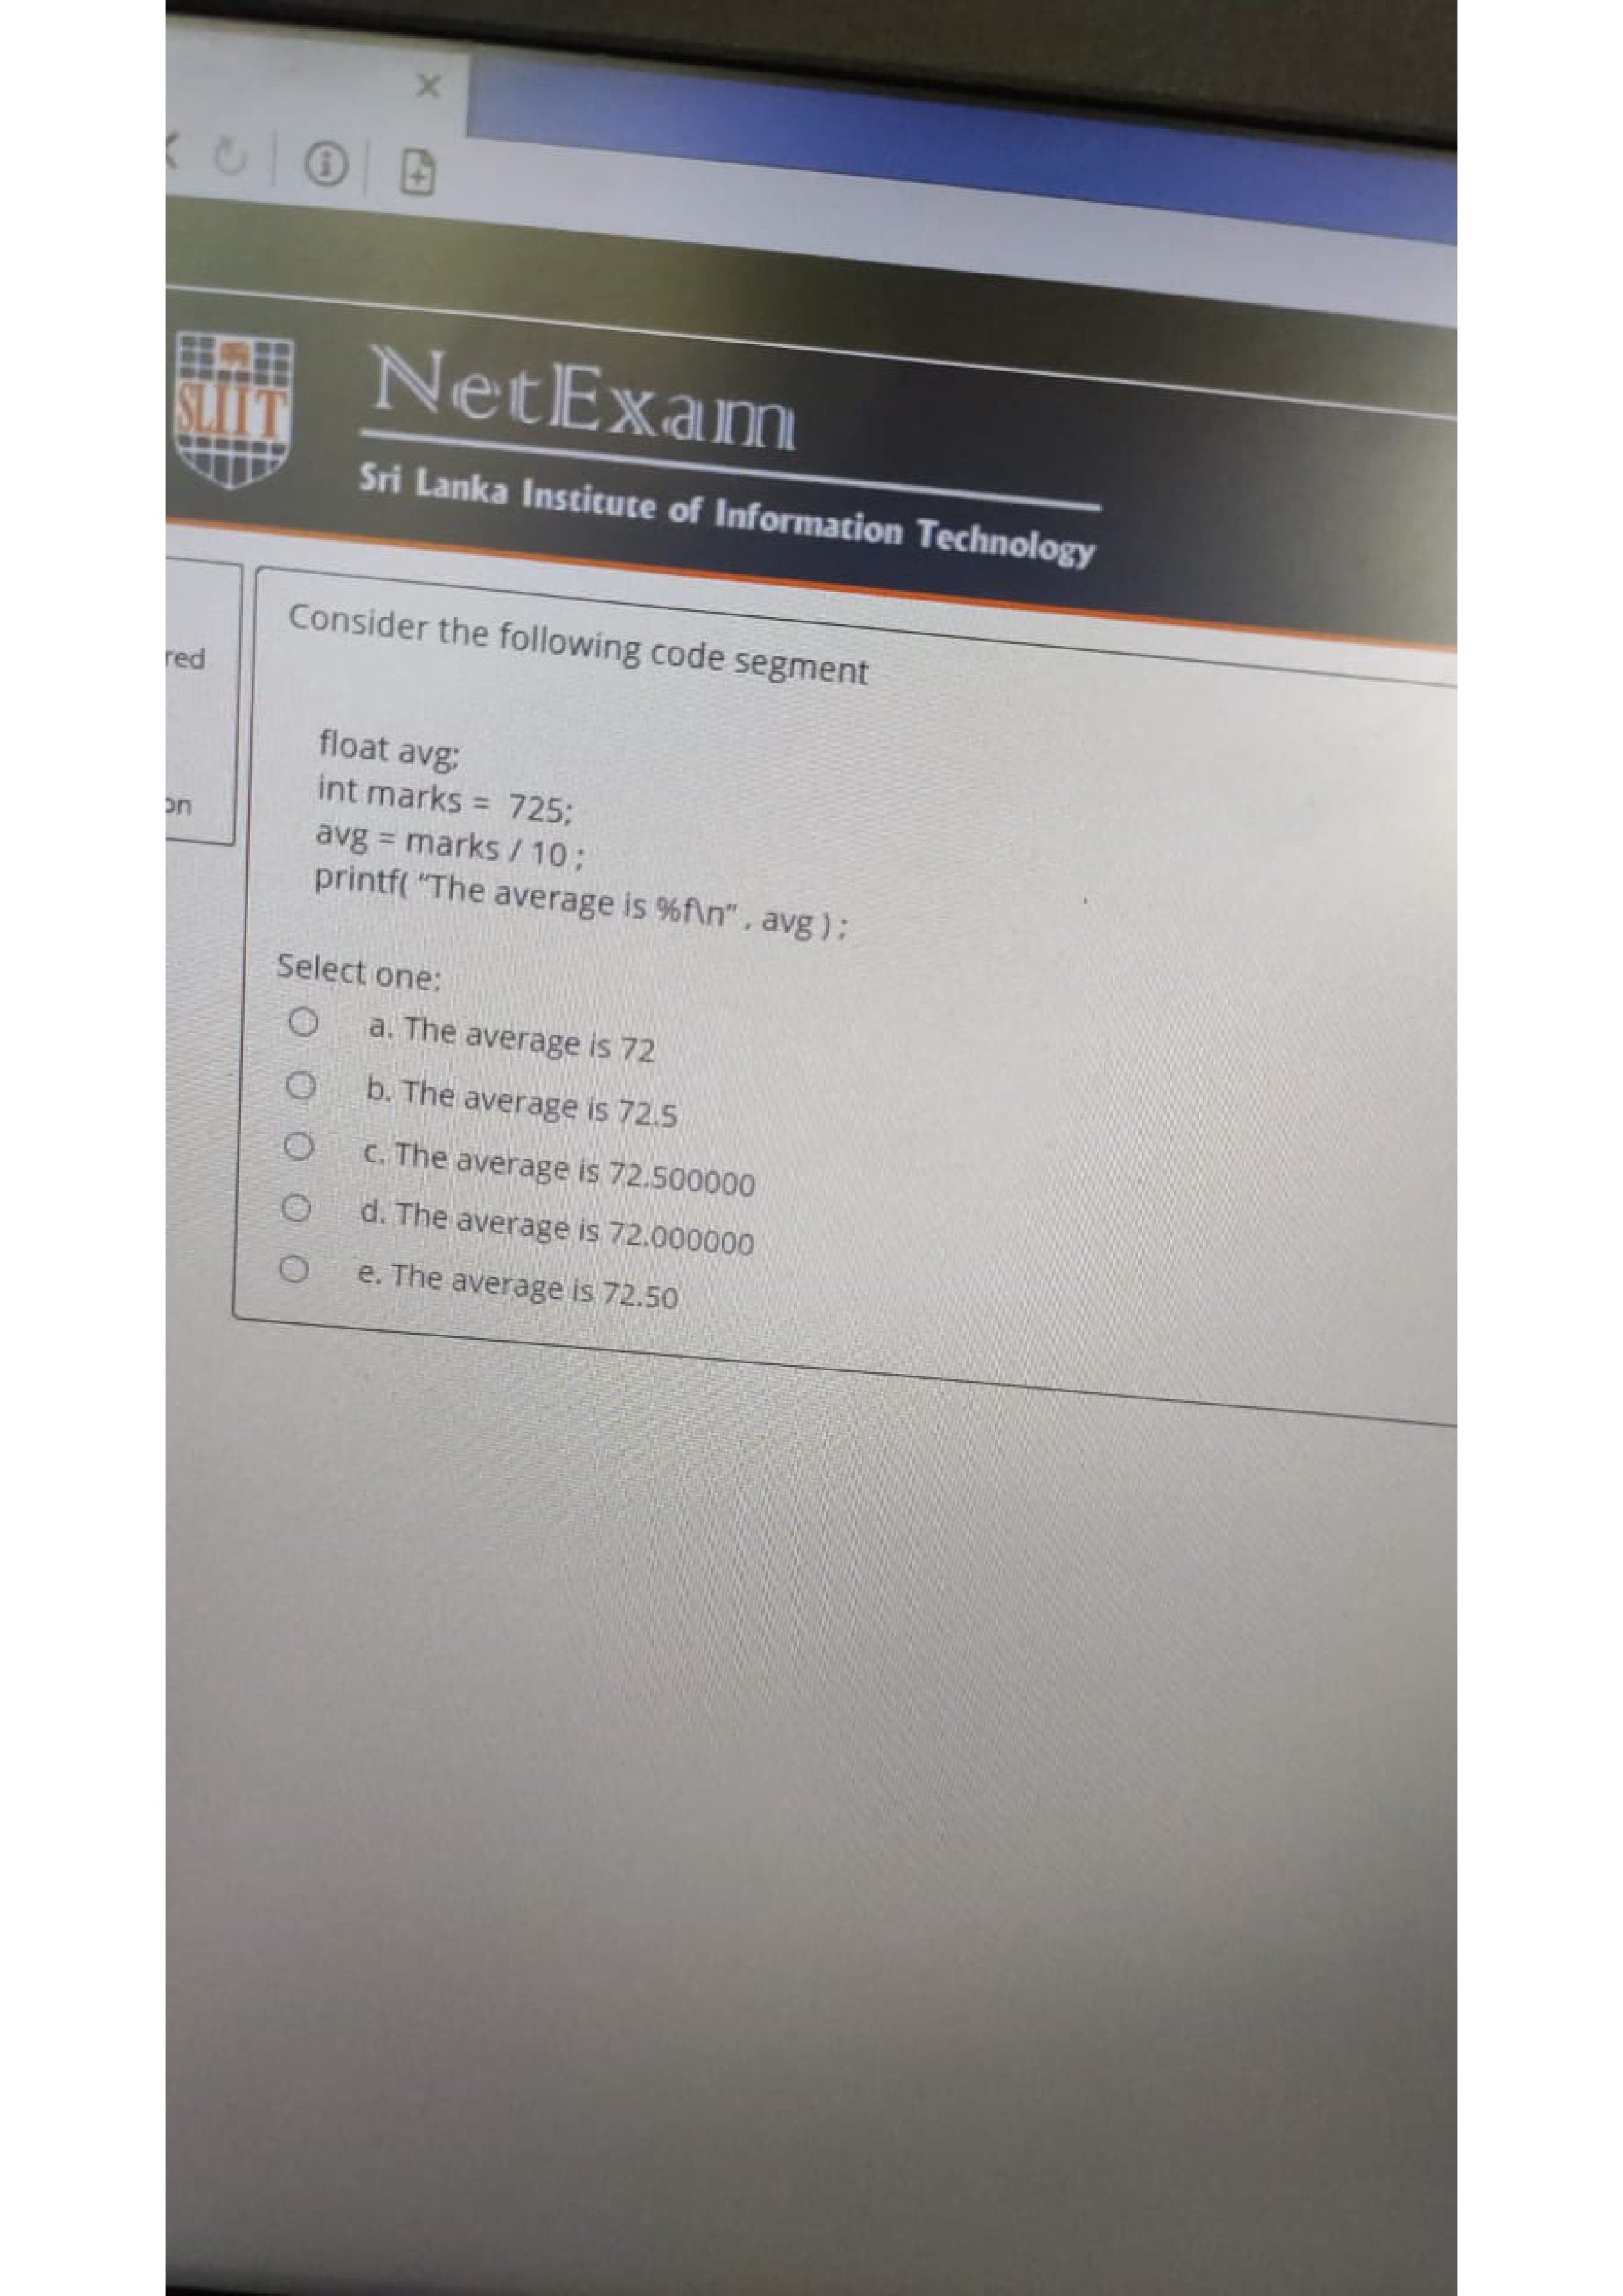 SLIIT
NetExam
Sri Lanka Institute of Information Technology
red
on
Consider the following code segment
float avg;
int marks = 725;
avg = marks / 10 ;
printf( “The average is %f\n” , avg ) ;
Select one:
a. The average is 72
b. The average is 72.5
c. The average is 72.500000
d. The average is 72.000000
e. The average is 72.50